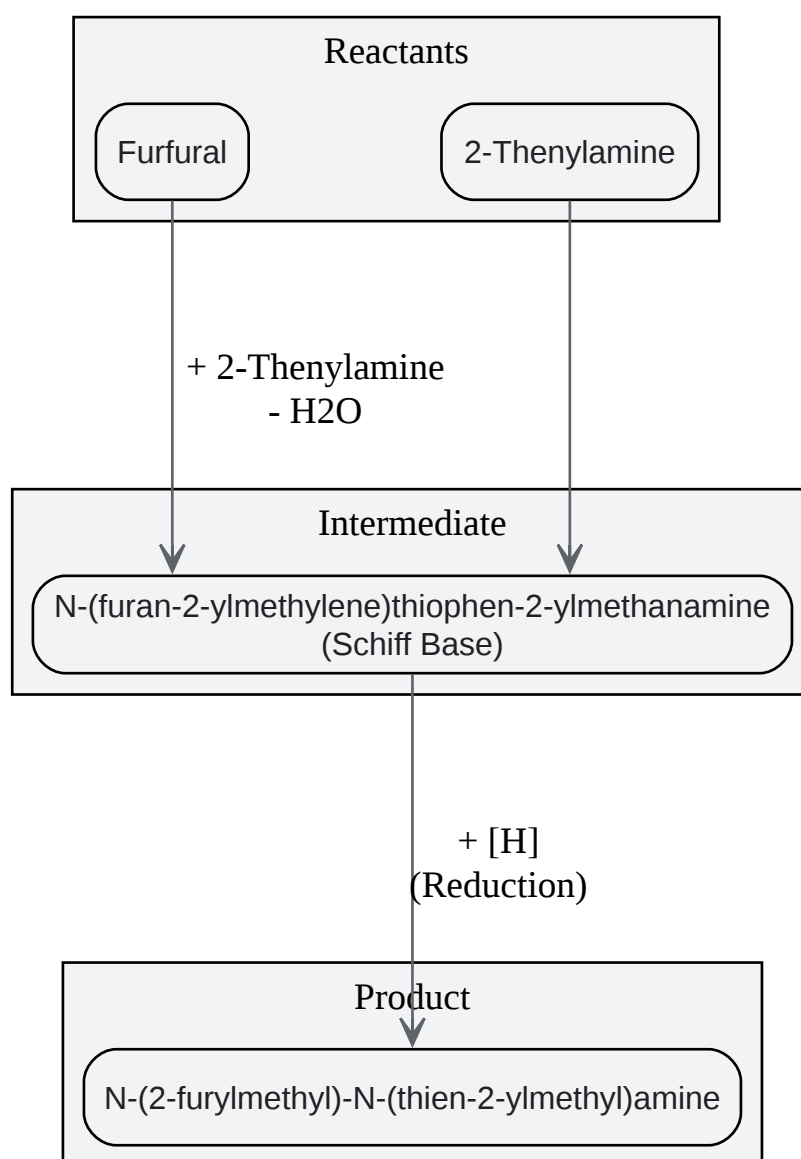 Reactants
Furfural
2-Thenylamine
+ 2-Thenylamine
- H2O
Intermediate
N-(furan-2-ylmethylene)thiophen-2-ylmethanamine
(Schiff Base)
+ [H]
(Reduction)
Product
N-(2-furylmethyl)-N-(thien-2-ylmethyl)amine